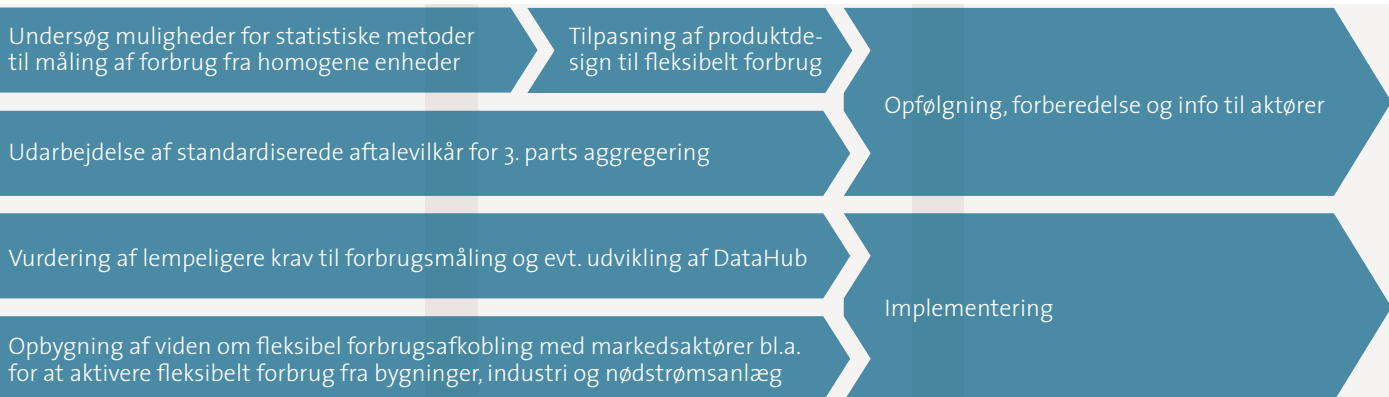 Undersøg muligheder for statistiske metoder
til måling af forbrug fra homogene enheder
Tilpasning af produktde-
sign til fleksibelt forbrug
Opfølgning, forberedelse og info til aktører
Udarbejdelse af standardiserede aftalevilkår for 3. parts aggregering
Vurdering af lempeligere krav til forbrugsmåling og evt. udvikling af DataHub
Implementering
Opbygning af viden om fleksibel forbrugsafkobling med markedsaktører bl.a.
for at aktivere fleksibelt forbrug fra bygninger, industri og nødstrømsanlæg